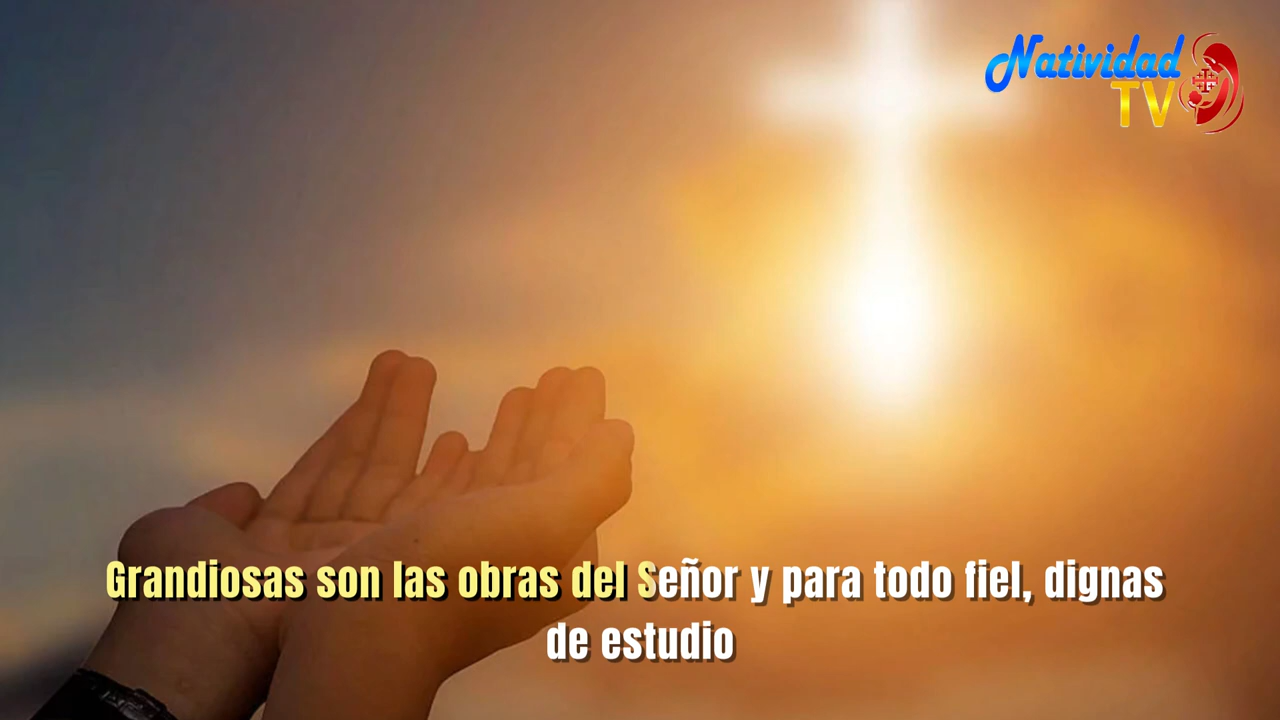 Natividad
TV
Grandiosas son las obras del Señor y para todo fiel, dignas
de estudio